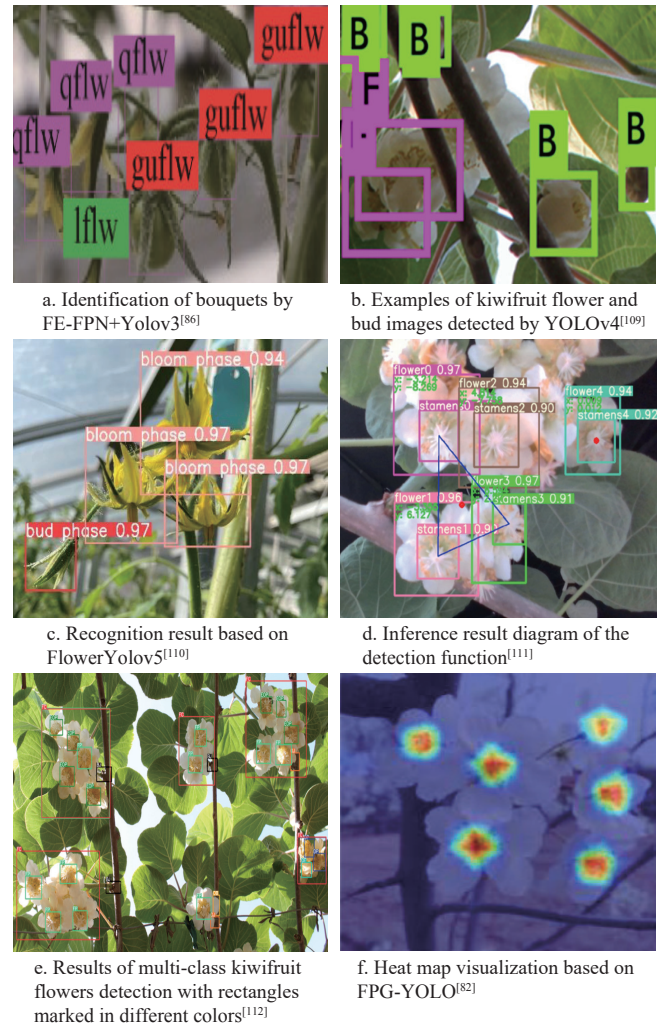 guflw
qflw
qflw
guflw
qflw
guflw
lflw
B
B
F
B
B
a. Identification of bouquets by
FE-FPN+Yolov3[86]
b. Examples of kiwifruit flower and
bud images detected by YOLOv4[109]
bloom phase 0.94
bloom phase 0.97
bloom phase 0.97
bud phase 0.97
flower0 0.97
flower2 0.94
flower4 0.94
stamens0
stamens2 0.90
stamens4 0.92
flower3 0.97
flower1 0.96
stamens3 0.91
stamens1
c. Recognition result based on
FlowerYolov5[110]
d. Inference result diagram of the
detection function[111]
e. Results of multi-class kiwifruit
flowers detection with rectangles
marked in different colors[112]
f. Heat map visualization based on
FPG-YOLO[82]